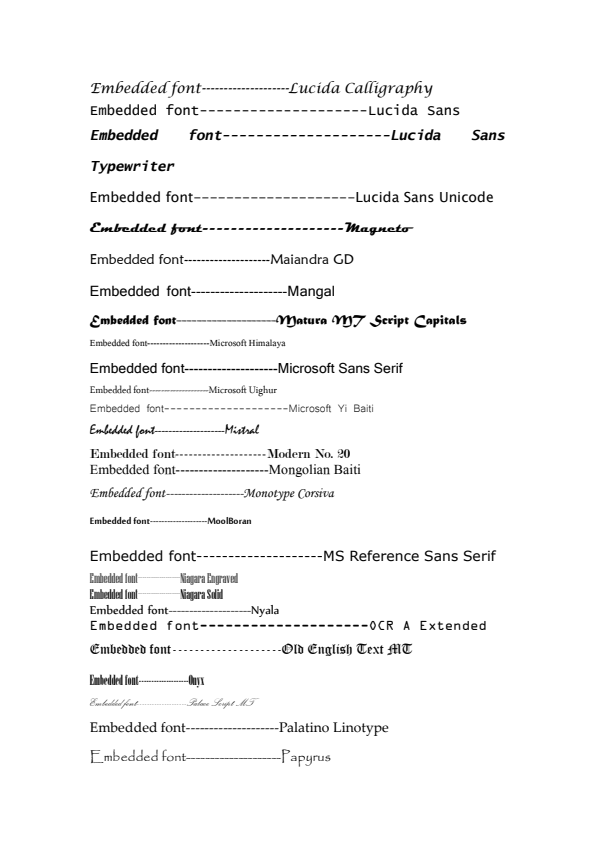 Embedded font--------------------Lucida Calligraphy
Embedded font--------------------Lucida Sans
Embedded font--------------------Lucida Sans
Typewriter
Embedded font--------------------Lucida Sans Unicode
Embedded font--------------------Magneto
Embedded font--------------------Maiandra GD
Embedded font--------------------Mangal
Embedded font--------------------Matura MT Script Capitals
Embedded font--------------------Microsoft Himalaya
Embedded font--------------------Microsoft Sans Serif
Embedded font--------------------Microsoft Uighur
Embedded font--------------------Microsoft Yi Baiti
Embedded font--------------------Mistral
Embedded font--------------------Modern No. 20
Embedded font--------------------Mongolian Baiti
Embedded font--------------------Monotype Corsiva
Embedded font--------------------MoolBoran
Embedded font--------------------MS Reference Sans Serif
Embedded font--------------------Niagara Engraved
Embedded font--------------------Niagara Solid
Embedded font--------------------Nyala
Embedded font--------------------OCR A Extended
Embedded font--------------------Old English Text MT
Embedded font--------------------Onyx
Embedded font--------------------Palace Script MT
Embedded font--------------------Palatino Linotype
Embedded font--------------------Papyrus